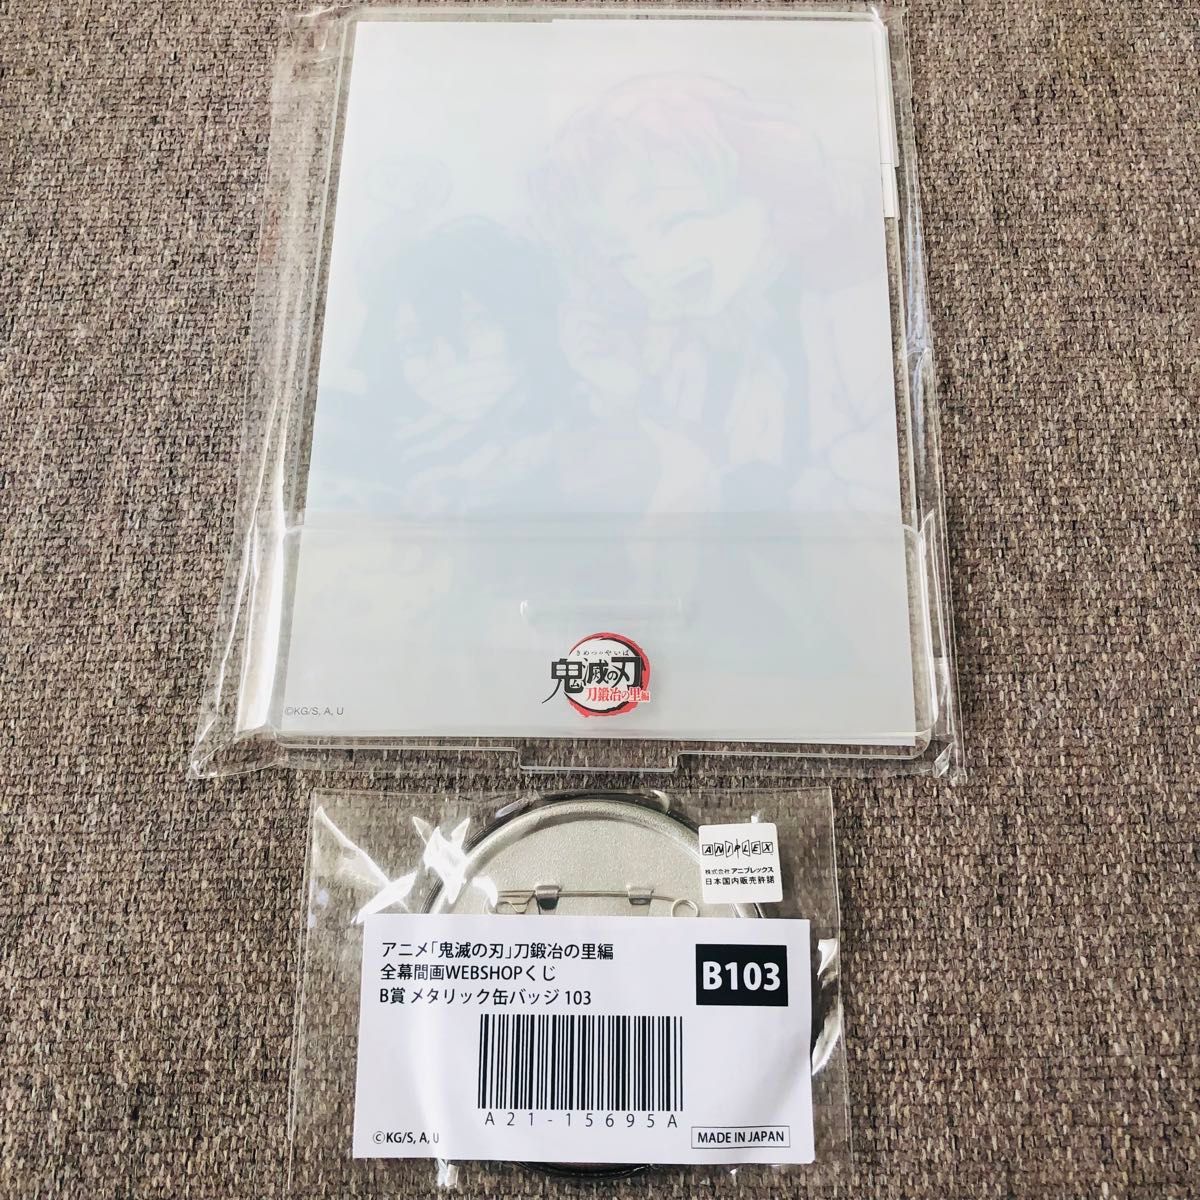 きめつのやいば
鬼滅の刃
刀鍛冶の里編
©KG/S, A, U
ANIPLEX
株式会社アニプレックス
日本国内販売許諾
アニメ「鬼滅の刃」刀鍛冶の里編
全幕間画WEBSHOPくじ
B賞 メタリック缶バッジ 103
B103
A21-15695A
©KG/S, A, U
MADE IN JAPAN